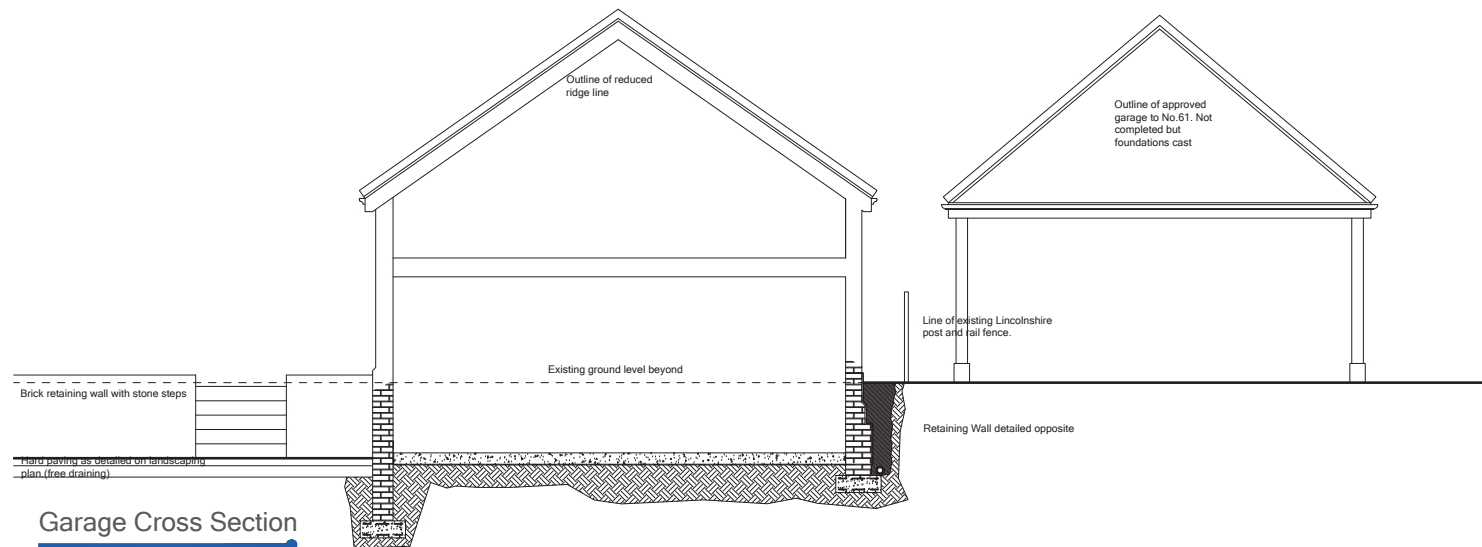 Outline of reduced
ridge line
Outline of approved
garage to No.61. Not
completed but
foundations cast
Line of existing Lincolnshire
post and rail fence.
Existing ground level beyond
Brick retaining wall with stone steps
Retaining Wall detailed opposite
Hard paving as detailed on landscaping
plan.(free draining)
Garage Cross Section